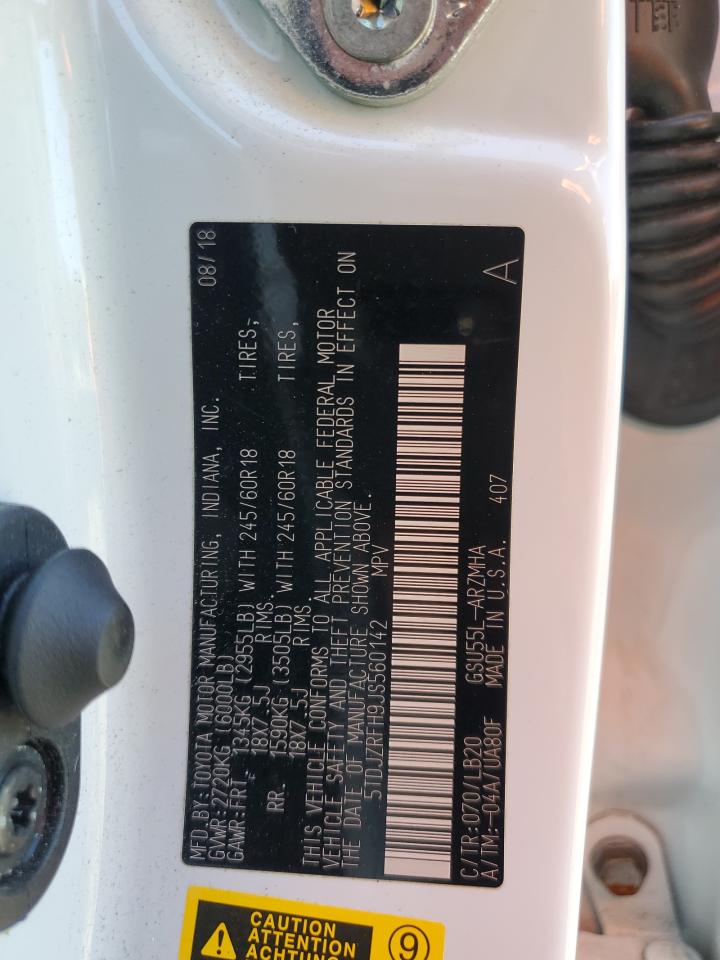 MFD.BY:TOYOTA MOTOR MANUFACTURING, INDIANA, INC. 08/18
GVWR:2720KG (6000LB)
GAWR:FRT. 1345KG (2955LB) WITH 245/60R18 TIRES,
18X7.5J RIMS.
RR. 1590KG (3505LB) WITH 245/60R18 TIRES,
18X7.5J RIMS
THIS VEHICLE CONFORMS TO ALL APPLICABLE FEDERAL MOTOR
VEHICLE SAFETY AND THEFT PREVENTION STANDARDS IN EFFECT ON
THE DATE OF MANUFACTURE SHOWN ABOVE.
5TDJZRFH9JS560142 MPV
C/TR:070/LB20 GSU55L-ARZMHA
A/TM:-04A/UA80F MADE IN U.S.A. 407 A
CAUTION
ATTENTION
ACHTUNG
9